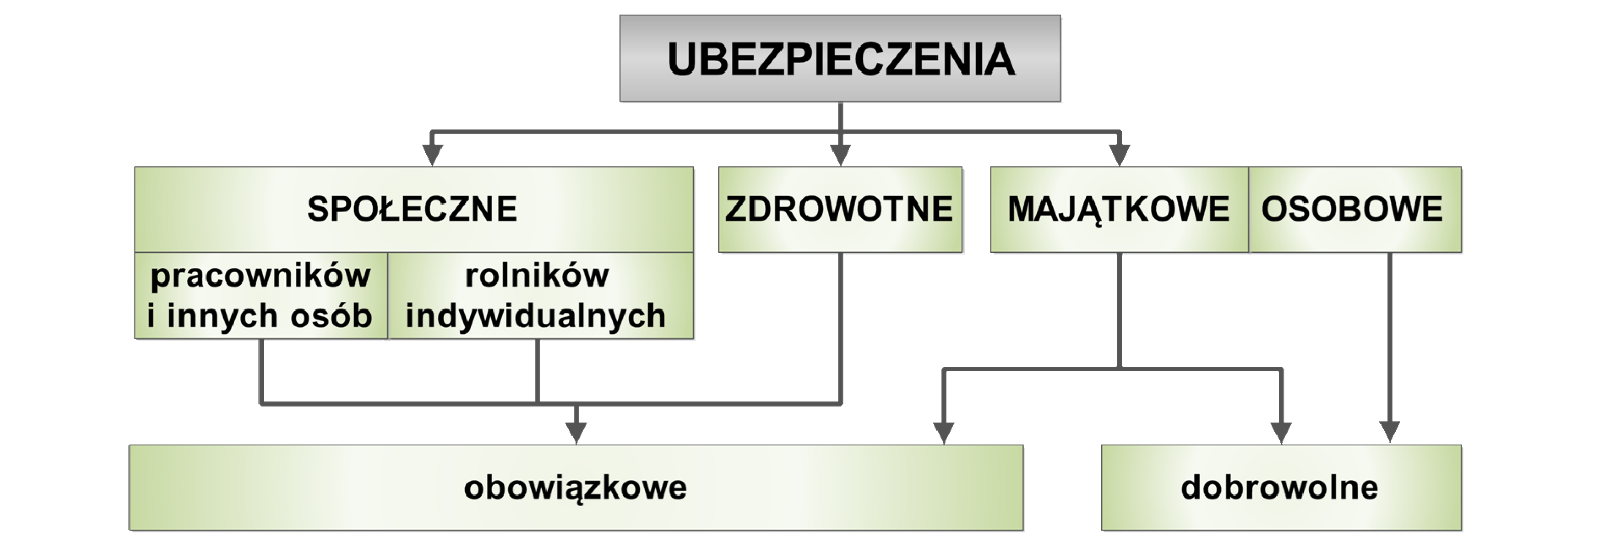 UBEZPIECZENIA
SPOŁECZNE
ZDROWOTNE
MAJĄTKOWE
OSOBOWE
pracowników
i innych osób
rolników
indywidualnych
obowiązkowe
dobrowolne